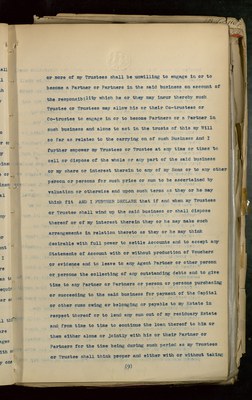 or more of my Trustees shall be unwilling to engage in or to
become a Partner or Partners in the said Business on account of
the responsibility which he or they may incur thereby such
Trustee or Trustees may allow his or their Co-trustees or
Co-trustee to engage in or to become Partners or a Partner in
such business and alone to act in the trusts of this my Will
so far as relates to the carrying on of such Business and I
further empower my Trustees or Trustee at any time or times to
sell or dispose of the whole or any part of the said Business
or my share or interest therein to any of my Sons or to any other
person or persons for such price or sum to be ascertained by
valuation or otherwise and upon such terms as they or he may
think fit AND I FURTHER DECLARE that if and when my Trustees
or Trustee shall wind up the said business or shall dispose
thereof or of my interest therein they or he may make such
arrangements in relation thereto as they or he may think
desirable with full power to settle Accounts and to accept any
Statements of Account with or without production of Vouchers
or evidence and to leave to any Agent Partner or other person
or persons the collecting of any outstanding debts and to give
time to any Partner or Partners or person or persons purchasing
or succeeding to the said business for payment of the Capital
or other sums owing or belonging or payable to my Estate in
respect thereof or to lend any sum out of my residuary Estate
and from time to time to continue the loan thereof to his or
them either alone or jointly with his or their Partner or
Partners for the time being during such period as my Trustees
or Trustee shall think proper and either with or without taking